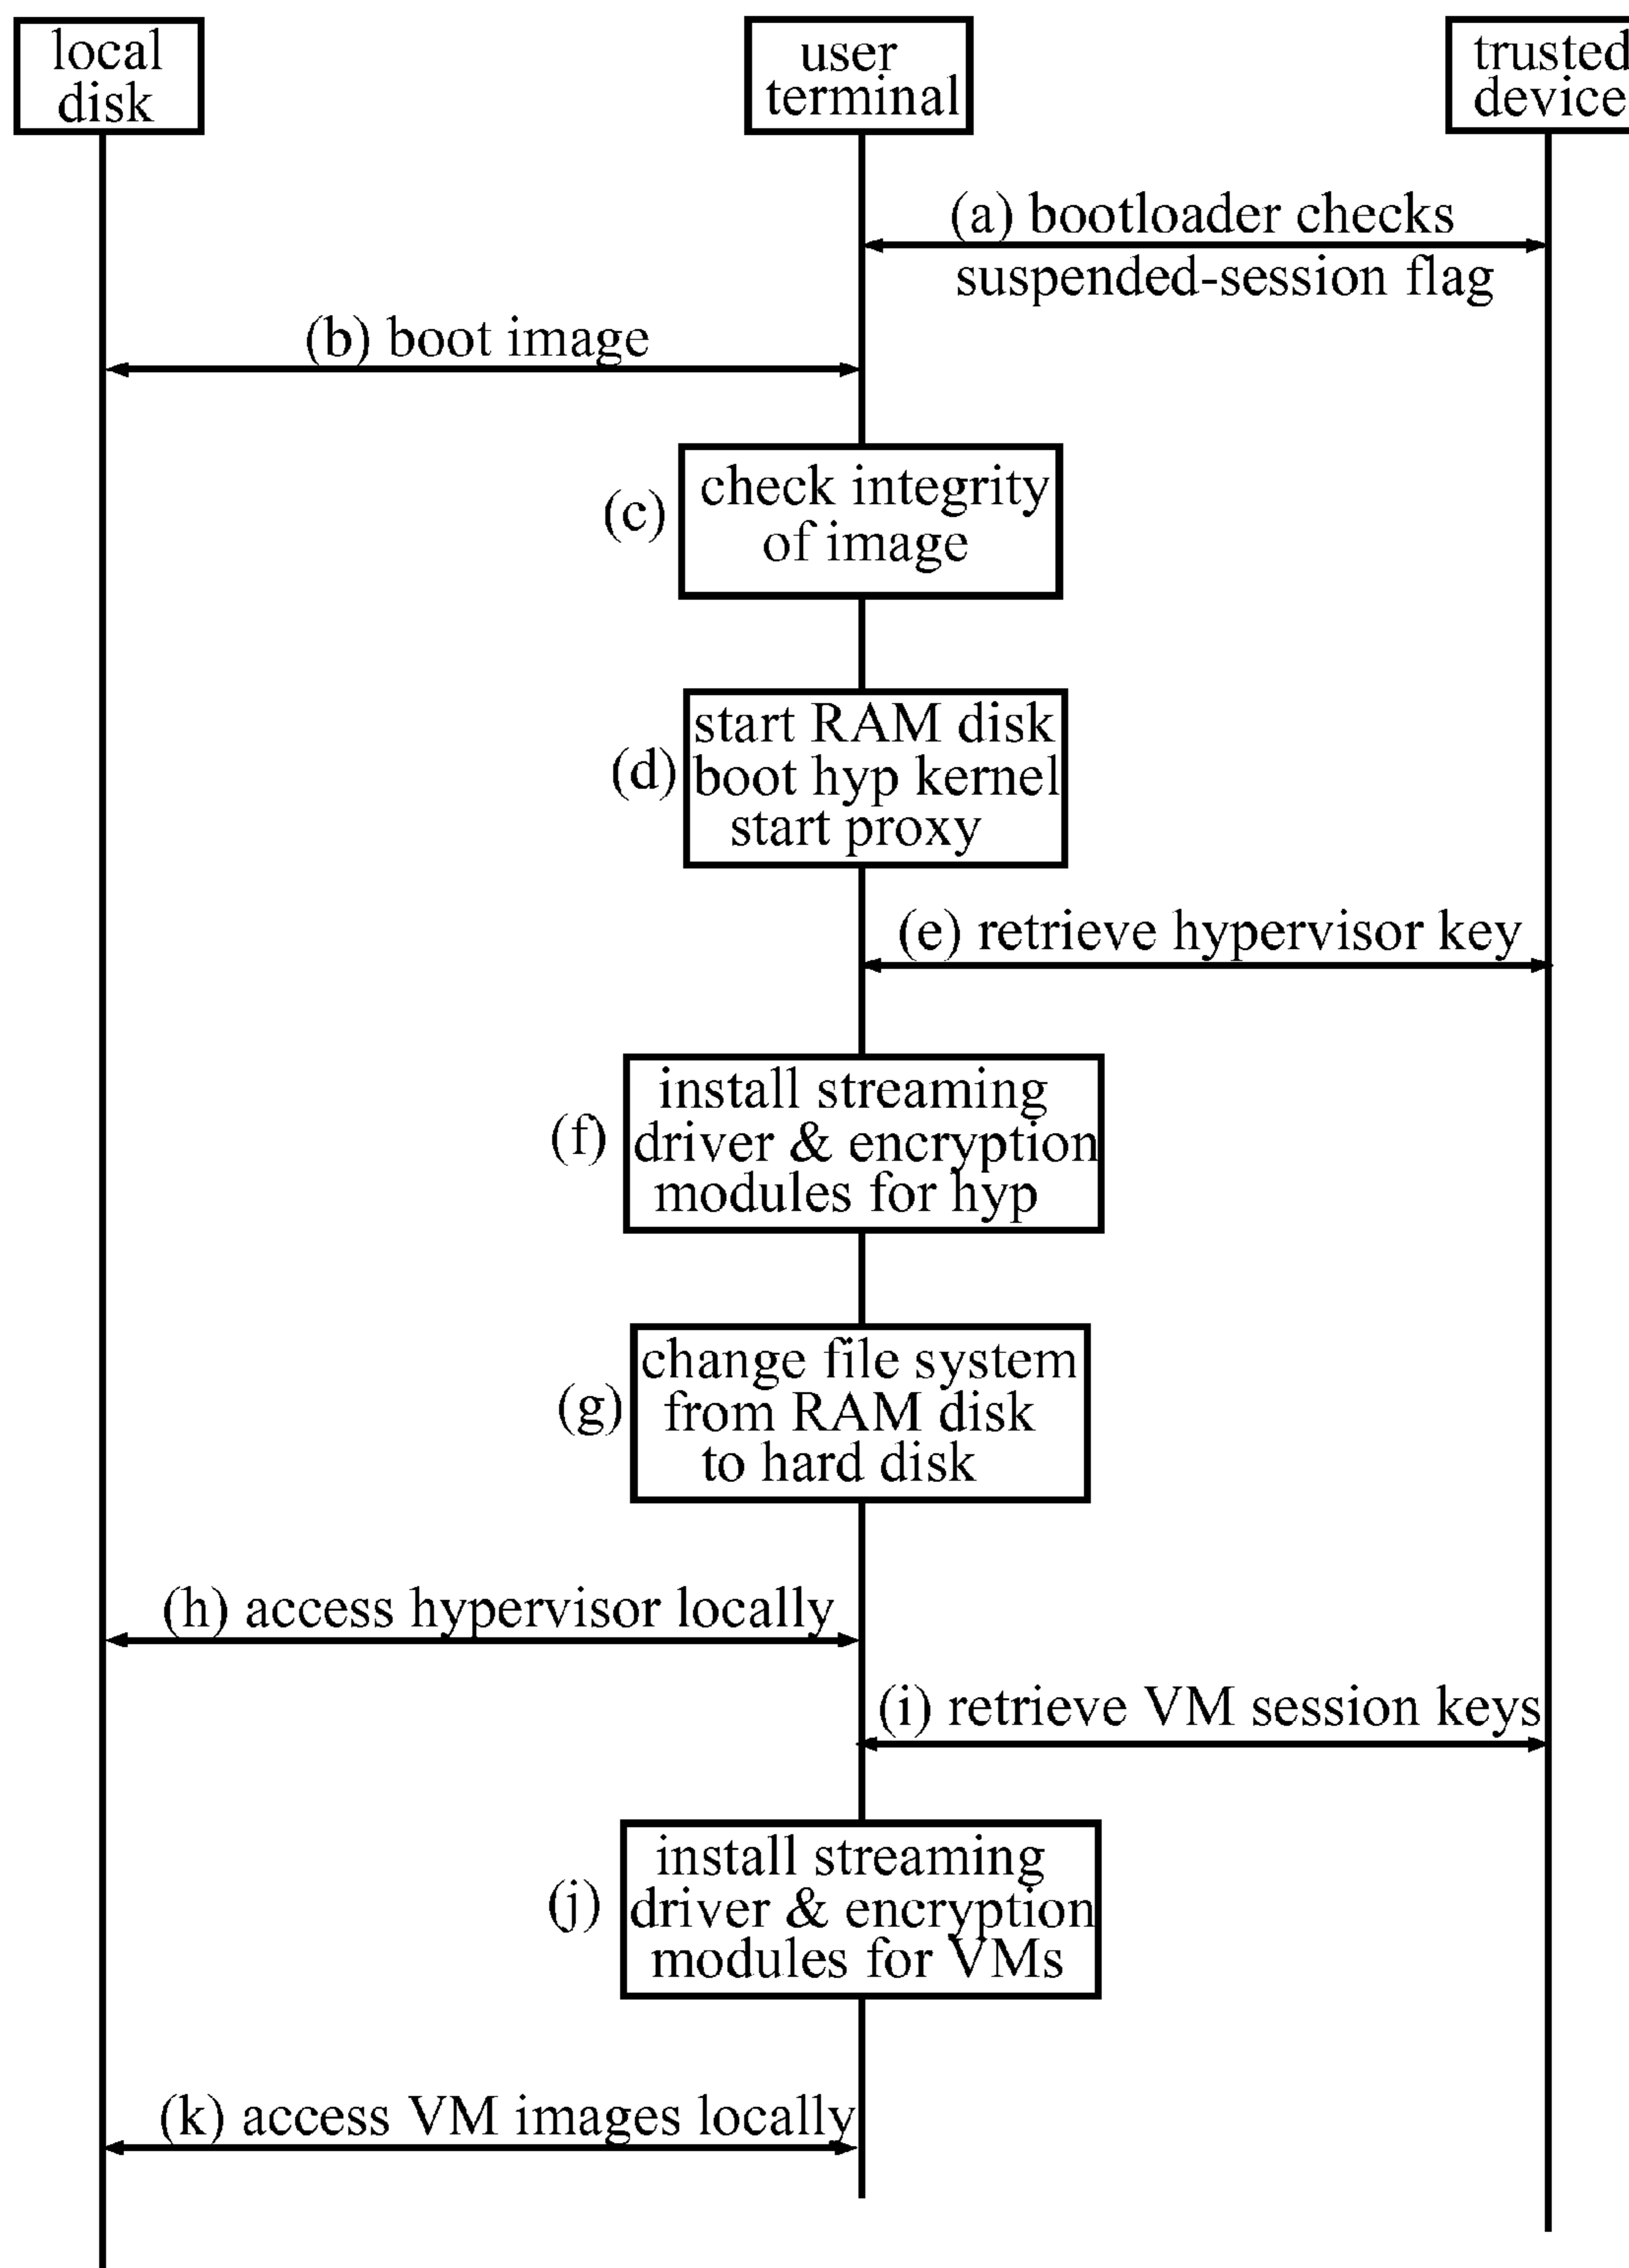 local
disk
user
terminal
trusted
device
(a) bootloader checks
suspended-session flag
(b) boot image
(c)
check integrity
of image
(d)
start RAM disk
boot hyp kernel
start proxy
(e) retrieve hypervisor key
(f)
install streaming
driver & encryption
modules for hyp
(g)
change file system
from RAM disk
to hard disk
(h) access hypervisor locally
(i) retrieve VM session keys
(j)
install streaming
driver & encryption
modules for VMs
(k) access VM images locally